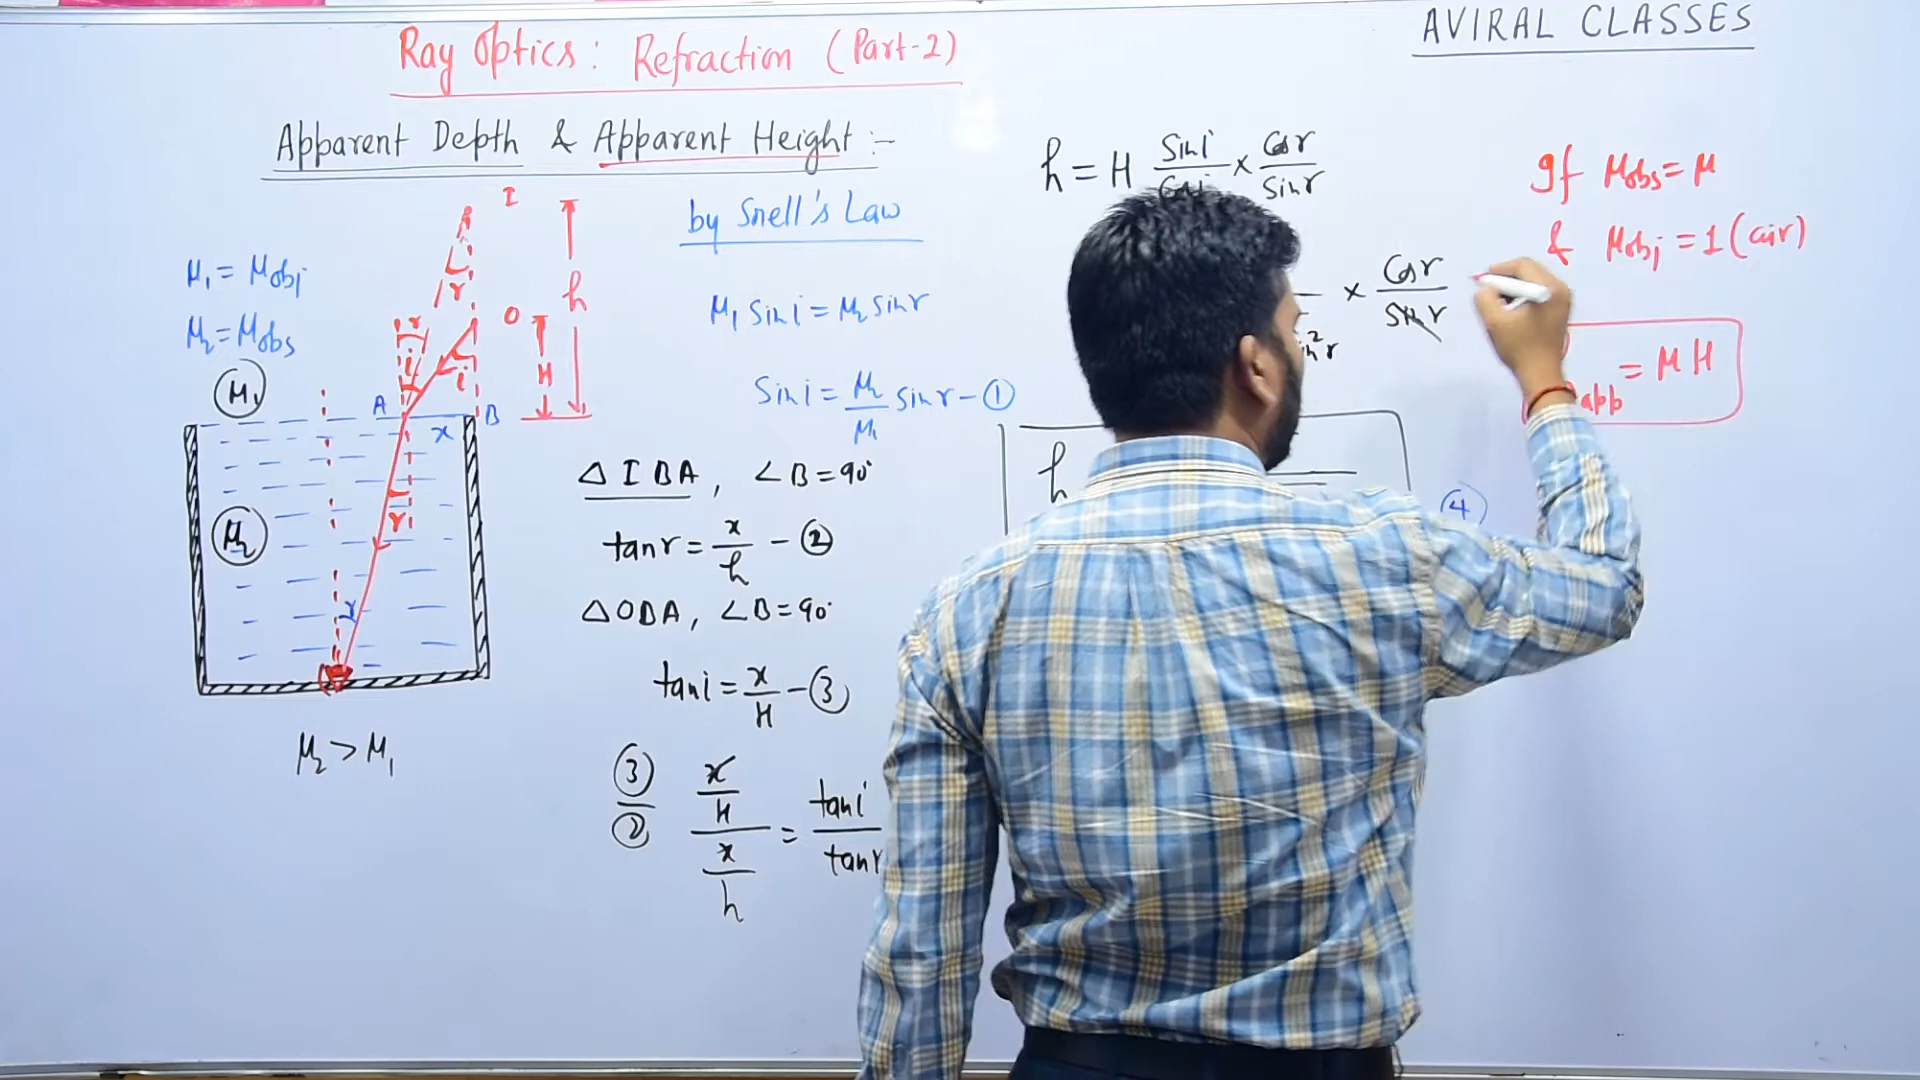 AVIRAL CLASSES
Ray Optics: Refraction (Part-2)
Apparent Depth & Apparent Height :-
I
h
r
μ₁ = μobj
μ₂ = μobs
O
r
i
i
H
μ₁
A
B
x
μ₂
r
r
μ₂ > μ₁
by Snell's Law
μ₁ sin i = μ₂ sin r
Sin i = μ₂/μ₁ sin r - ①
△ IBA, ∠B = 90°
tan r = x/h - ②
△OBA, ∠B = 90°
tan i = x/H - ③
③/② (x/H)/(x/h) = tan i/tan r
h = H Sin i/Cos i × Cos r/Sin r
× Cos r/Sin r
² r
h
④
If μobs = μ
& μobj = 1 (air)
app = μ H